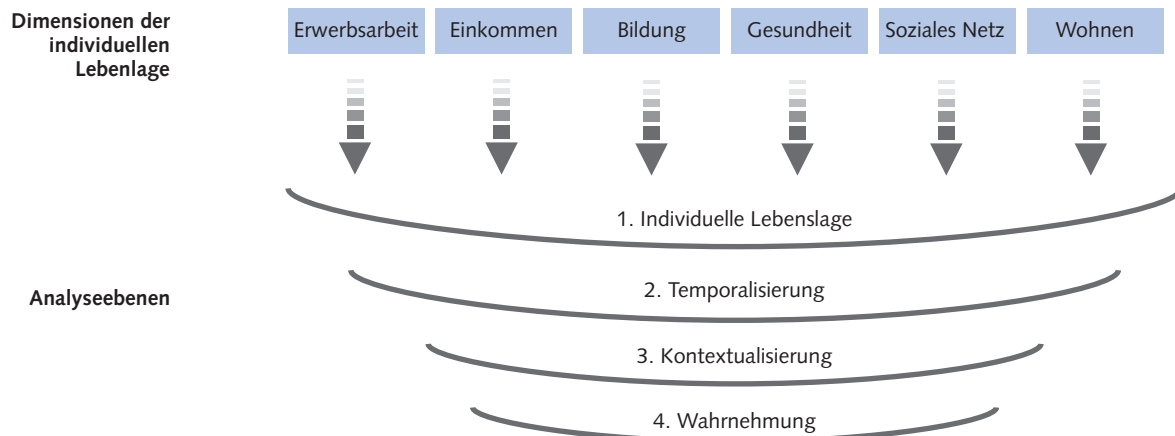 Dimensionen der
individuellen
Lebenlage
Erwerbsarbeit
Einkommen
Bildung
Gesundheit
Soziales Netz
Wohnen
1. Individuelle Lebenslage
Analyseebenen
2. Temporalisierung
3. Kontextualisierung
4. Wahrnehmung